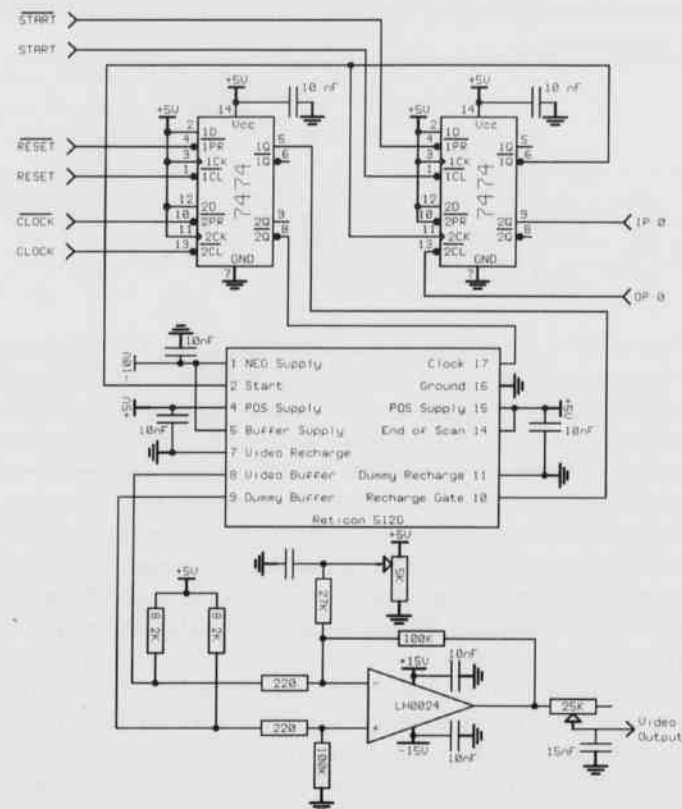 START
START
+5V
10 nF
+5V
10 nF
+5V
14
Vcc
+5V
14
Vcc
RESET
RESET
CLOCK
CLOCK
2
1D
1Q
5
4
1PR
1Q
6
3
1CK
1
1CL
12
2D
10
2PR
2Q
9
11
2CK
2Q
8
13
2CL
GND
7
7474
2
1D
1Q
5
4
1PR
1Q
6
3
1CK
1
1CL
12
2D
10
2PR
2Q
9
11
2CK
2Q
8
13
2CL
GND
7
7474
IP 0
OP 0
10nF
-10V
1 NEG Supply
Clock 17
2 Start
Ground 16
+5V
4 POS Supply
POS Supply 15
+5V
10nF
5 Buffer Supply
End of Scan 14
10nF
7 Video Recharge
8 Video Buffer
Dummy Recharge 11
9 Dummy Buffer
Recharge Gate 10
Reticon 512D
+5V
5K
+5V
27K
8.2K
8.2K
100K
220
+15V
10nF
-
LH0024
25K
220
+
-15V
10nF
100K
Video
Output
15nF